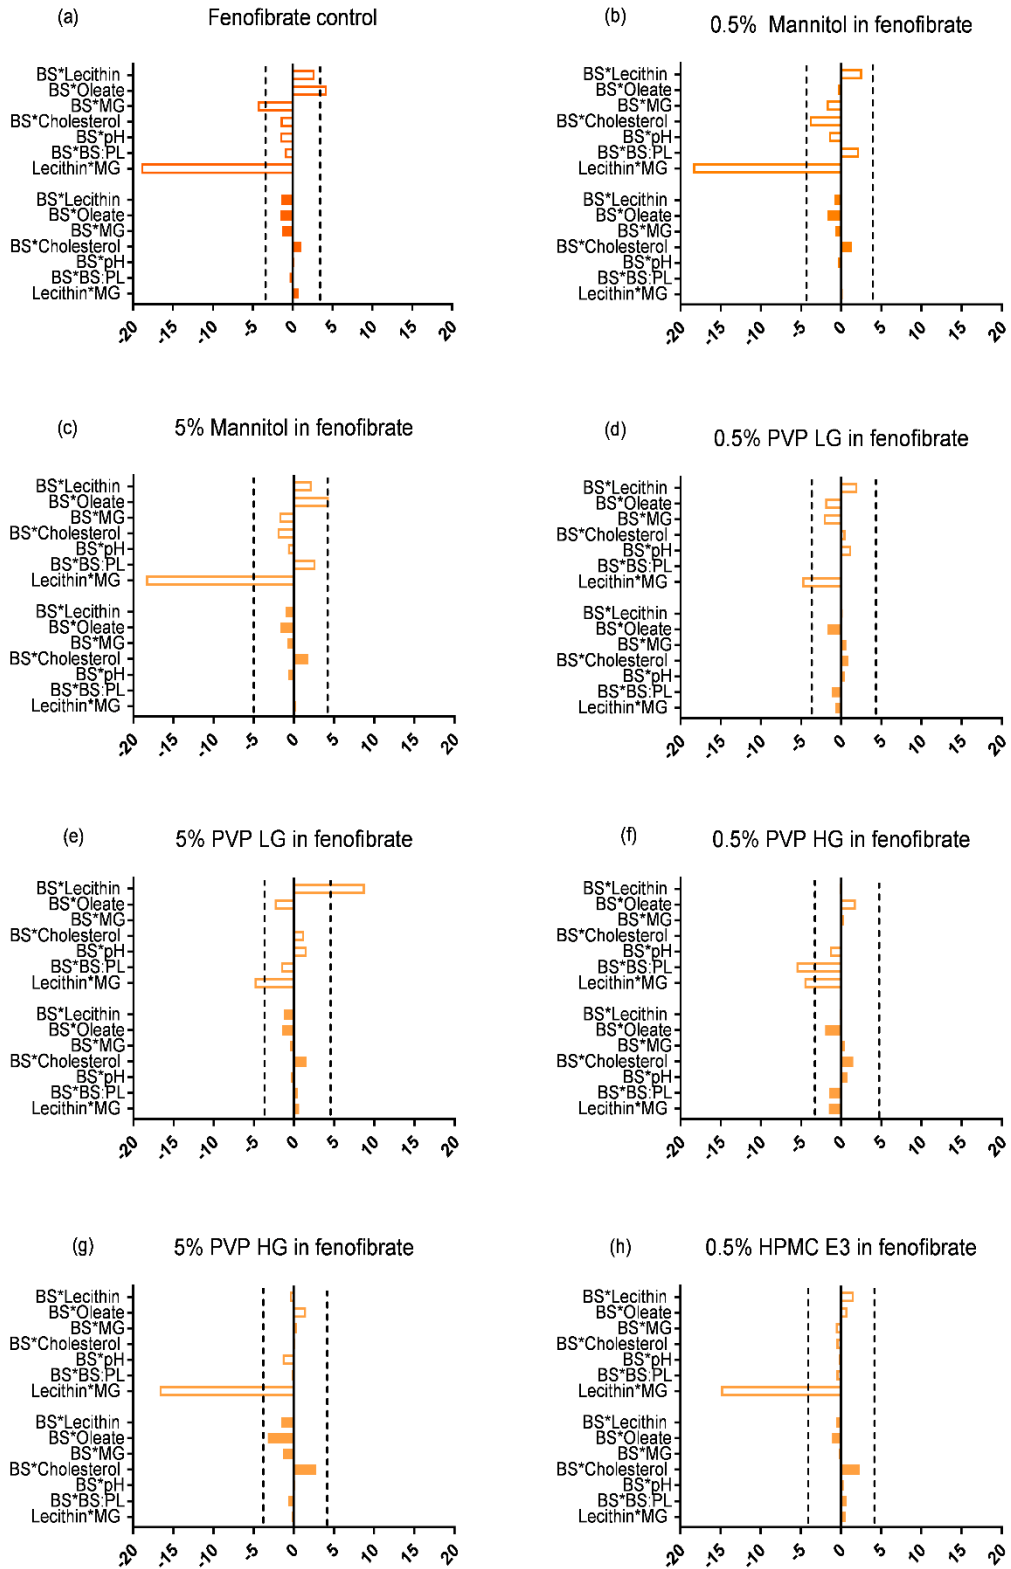 (a) Fenofibrate control
BS*Lecithin
BS*Oleate
BS*MG
BS*Cholesterol
BS*pH
BS*BS:PL
Lecithin*MG
BS*Lecithin
BS*Oleate
BS*MG
BS*Cholesterol
BS*pH
BS*BS:PL
Lecithin*MG
-20 -15 -10 -5 0 5 10 15 20
(b) 0.5% Mannitol in fenofibrate
BS*Lecithin
BS*Oleate
BS*MG
BS*Cholesterol
BS*pH
BS*BS:PL
Lecithin*MG
BS*Lecithin
BS*Oleate
BS*MG
BS*Cholesterol
BS*pH
BS*BS:PL
Lecithin*MG
-20 -15 -10 -5 0 5 10 15 20
(c) 5% Mannitol in fenofibrate
BS*Lecithin
BS*Oleate
BS*MG
BS*Cholesterol
BS*pH
BS*BS:PL
Lecithin*MG
BS*Lecithin
BS*Oleate
BS*MG
BS*Cholesterol
BS*pH
BS*BS:PL
Lecithin*MG
-20 -15 -10 -5 0 5 10 15 20
(d) 0.5% PVP LG in fenofibrate
BS*Lecithin
BS*Oleate
BS*MG
BS*Cholesterol
BS*pH
BS*BS:PL
Lecithin*MG
BS*Lecithin
BS*Oleate
BS*MG
BS*Cholesterol
BS*pH
BS*BS:PL
Lecithin*MG
-20 -15 -10 -5 0 5 10 15 20
(e) 5% PVP LG in fenofibrate
BS*Lecithin
BS*Oleate
BS*MG
BS*Cholesterol
BS*pH
BS*BS:PL
Lecithin*MG
BS*Lecithin
BS*Oleate
BS*MG
BS*Cholesterol
BS*pH
BS*BS:PL
Lecithin*MG
-20 -15 -10 -5 0 5 10 15 20
(f) 0.5% PVP HG in fenofibrate
BS*Lecithin
BS*Oleate
BS*MG
BS*Cholesterol
BS*pH
BS*BS:PL
Lecithin*MG
BS*Lecithin
BS*Oleate
BS*MG
BS*Cholesterol
BS*pH
BS*BS:PL
Lecithin*MG
-20 -15 -10 -5 0 5 10 15 20
(g) 5% PVP HG in fenofibrate
BS*Lecithin
BS*Oleate
BS*MG
BS*Cholesterol
BS*pH
BS*BS:PL
Lecithin*MG
BS*Lecithin
BS*Oleate
BS*MG
BS*Cholesterol
BS*pH
BS*BS:PL
Lecithin*MG
-20 -15 -10 -5 0 5 10 15 20
(h) 0.5% HPMC E3 in fenofibrate
BS*Lecithin
BS*Oleate
BS*MG
BS*Cholesterol
BS*pH
BS*BS:PL
Lecithin*MG
BS*Lecithin
BS*Oleate
BS*MG
BS*Cholesterol
BS*pH
BS*BS:PL
Lecithin*MG
-20 -15 -10 -5 0 5 10 15 20